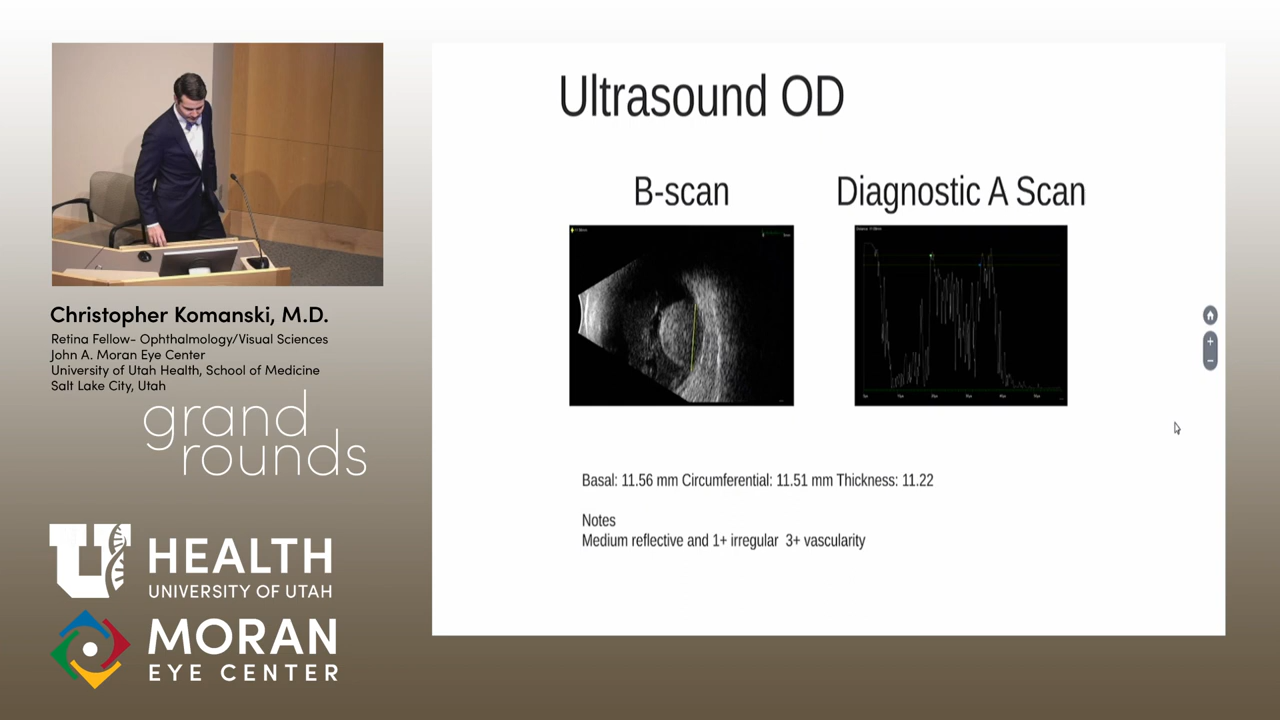 Ultrasound OD
B-scan
Diagnostic A Scan
Basal: 11.56 mm Circumferential: 11.51 mm Thickness: 11.22
Notes
Medium reflective and 1+ irregular 3+ vascularity
Christopher Komanski, M.D.
Retina Fellow- Ophthalmology/Visual Sciences
John A. Moran Eye Center
University of Utah Health, School of Medicine
Salt Lake City, Utah
grand
rounds
U HEALTH
UNIVERSITY OF UTAH
MORAN
EYE CENTER